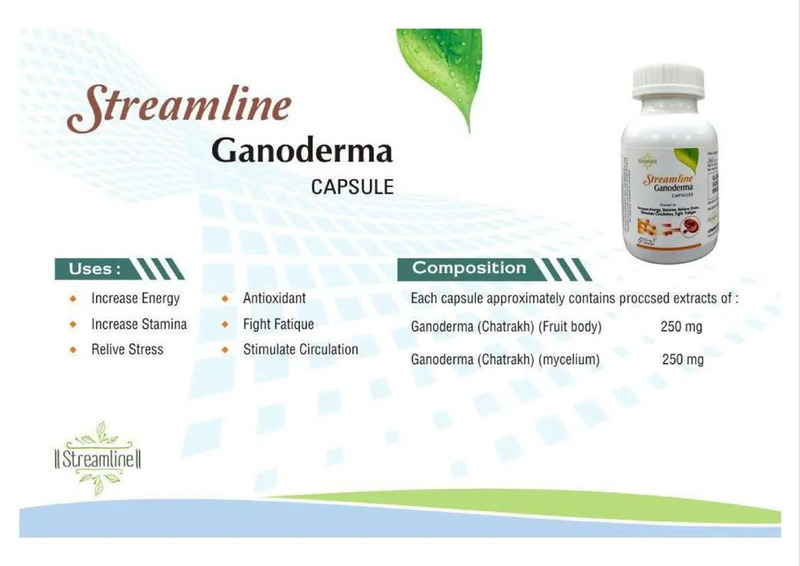 Streamline
Ganoderma
CAPSULE
Streamline
Streamline
Ganoderma
CAPSULES
Uses :
Increase Energy
Increase Stamina
Relive Stress
Antioxidant
Fight Fatique
Stimulate Circulation
Composition
Each capsule approximately contains proccsed extracts of :
Ganoderma (Chatrakh) (Fruit body) 250 mg
Ganoderma (Chatrakh) (mycelium) 250 mg
|| Streamline ||